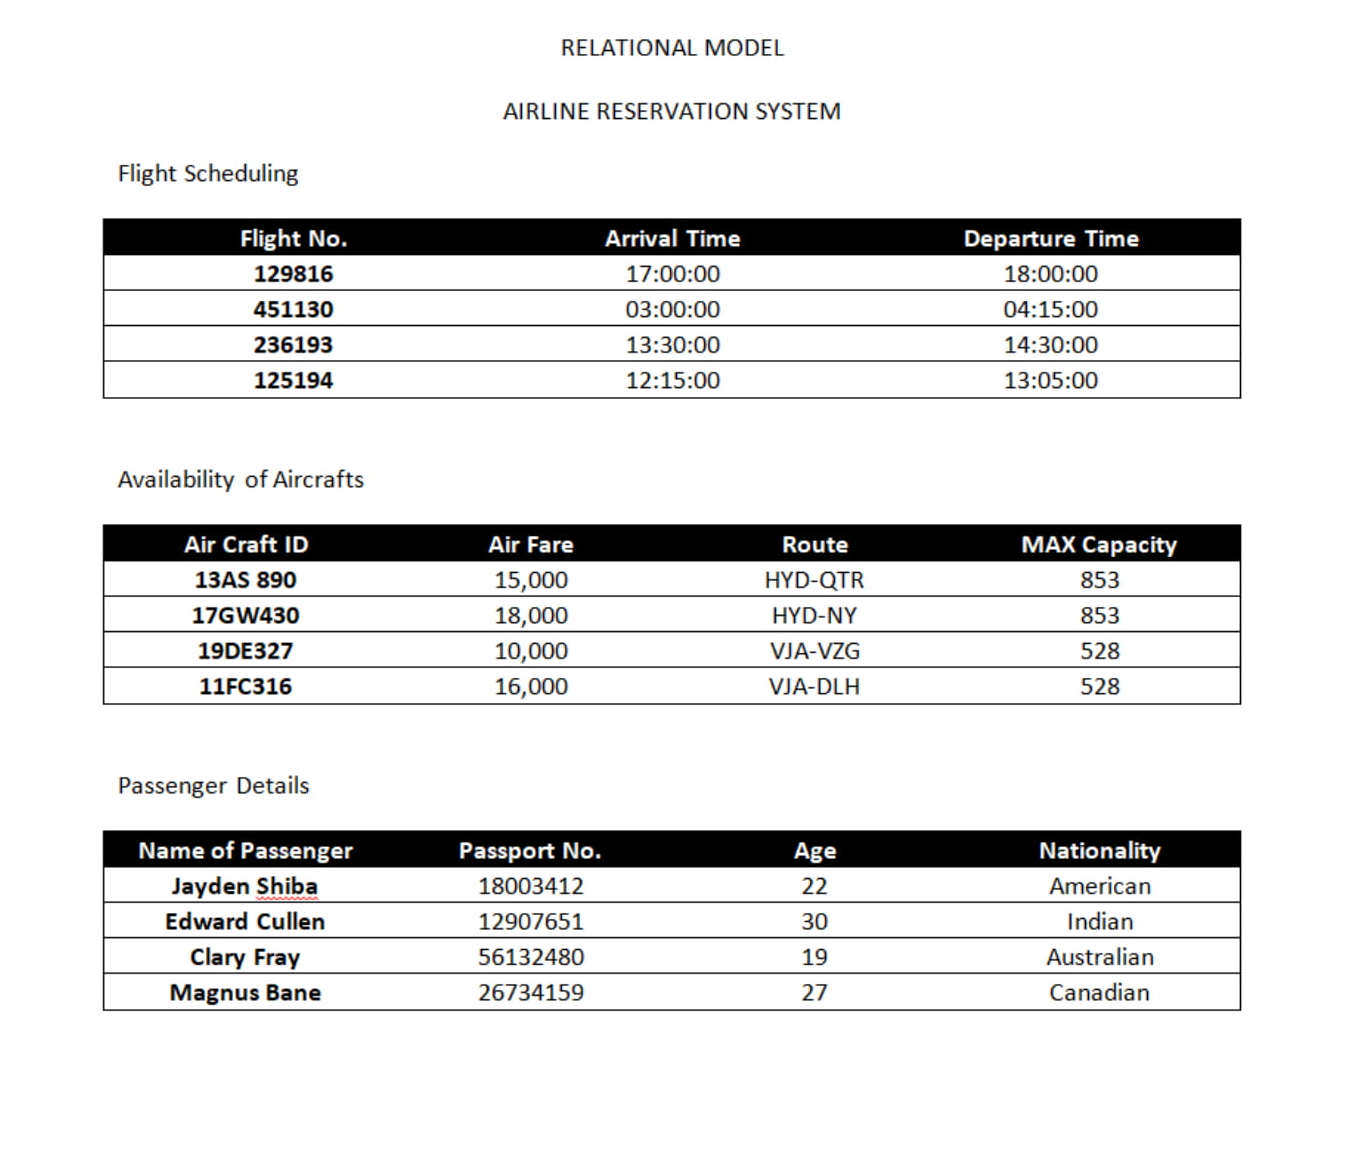 RELATIONAL MODEL
AIRLINE RESERVATION SYSTEM
Flight Scheduling
Flight No. Arrival Time Departure Time
129816 17:00:00 18:00:00
451130 03:00:00 04:15:00
236193 13:30:00 14:30:00
125194 12:15:00 13:05:00
Availability of Aircrafts
Air Craft ID Air Fare Route MAX Capacity
13AS 890 15,000 HYD-QTR 853
17GW430 18,000 HYD-NY 853
19DE327 10,000 VJA-VZG 528
11FC316 16,000 VJA-DLH 528
Passenger Details
Name of Passenger Passport No. Age Nationality
Jayden Shiba 18003412 22 American
Edward Cullen 12907651 30 Indian
Clary Fray 56132480 19 Australian
Magnus Bane 26734159 27 Canadian